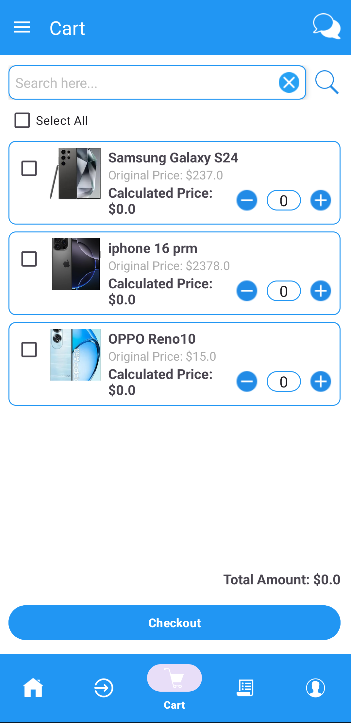 Cart
Search here...
Select All
Samsung Galaxy S24
Original Price: $237.0
Calculated Price:
$0.0
0
iphone 16 prm
Original Price: $2378.0
Calculated Price:
$0.0
0
OPPO Reno10
Original Price: $15.0
Calculated Price:
$0.0
0
Total Amount: $0.0
Checkout
Cart